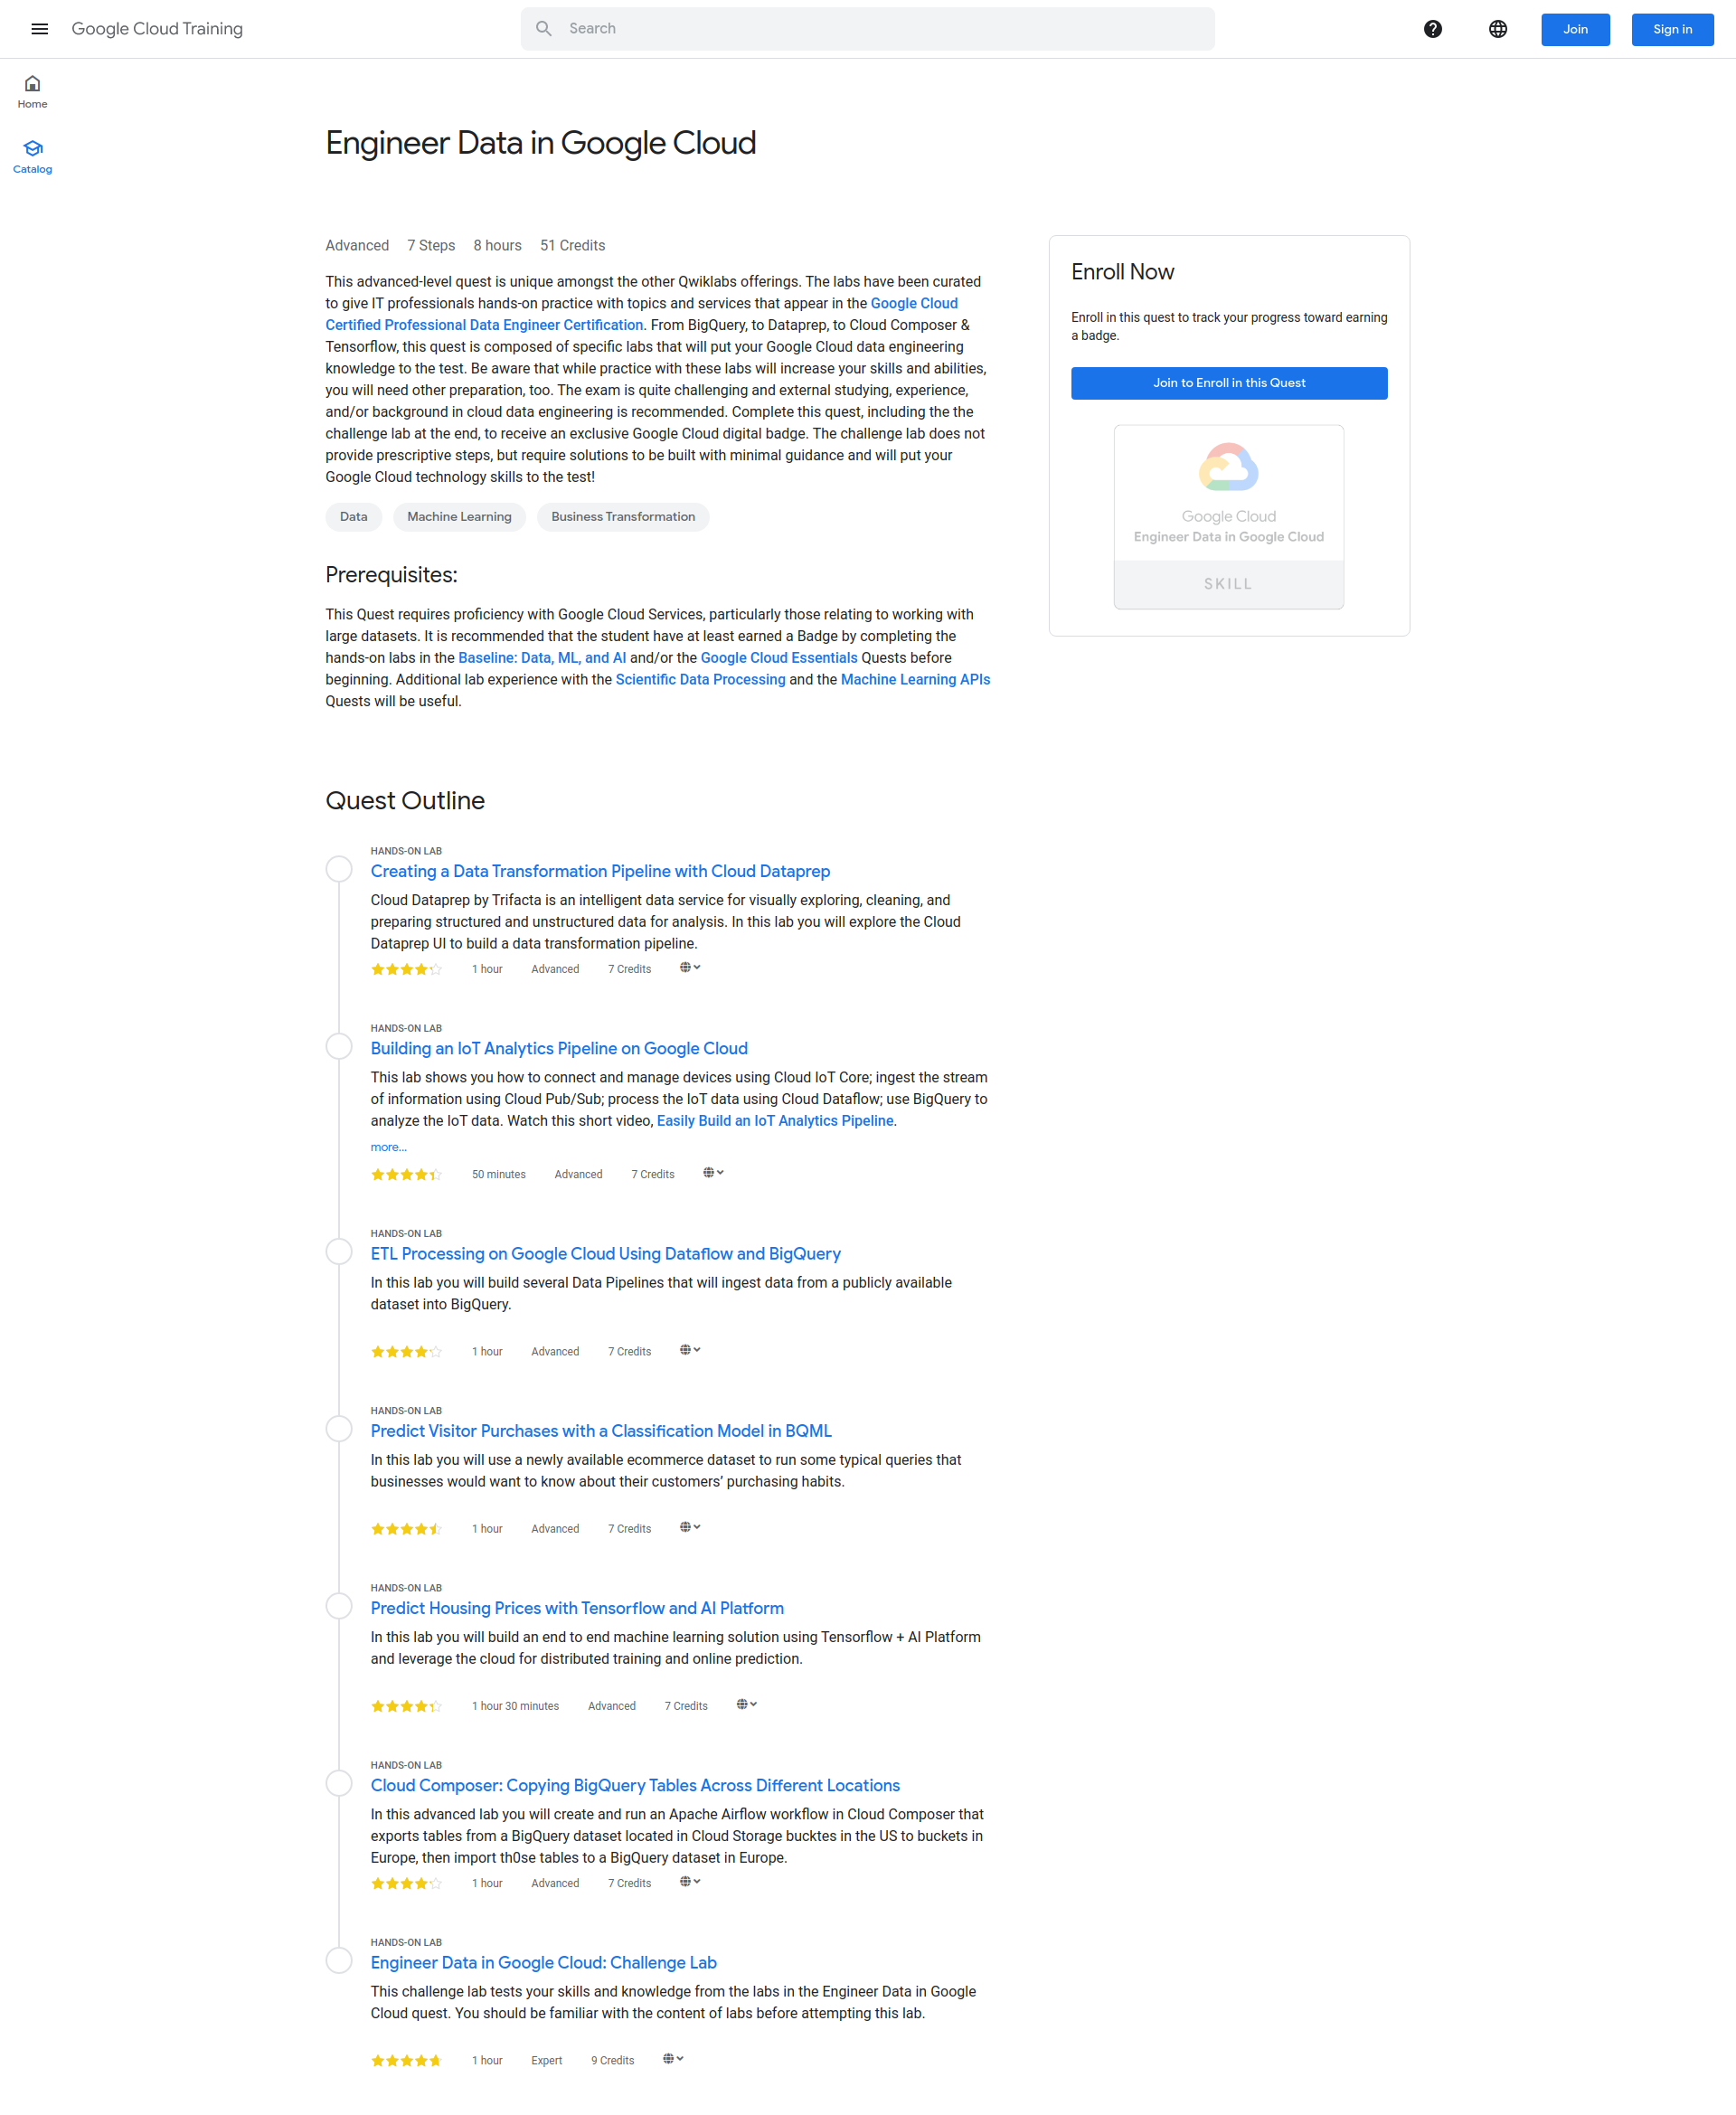 Google Cloud Training
Search
Join
Sign in
Home
Catalog
Engineer Data in Google Cloud
Advanced 7 Steps 8 hours 51 Credits
This advanced-level quest is unique amongst the other Qwiklabs offerings. The labs have been curated
to give IT professionals hands-on practice with topics and services that appear in the Google Cloud
Certified Professional Data Engineer Certification. From BigQuery, to Dataprep, to Cloud Composer &
Tensorflow, this quest is composed of specific labs that will put your Google Cloud data engineering
knowledge to the test. Be aware that while practice with these labs will increase your skills and abilities,
you will need other preparation, too. The exam is quite challenging and external studying, experience,
and/or background in cloud data engineering is recommended. Complete this quest, including the the
challenge lab at the end, to receive an exclusive Google Cloud digital badge. The challenge lab does not
provide prescriptive steps, but require solutions to be built with minimal guidance and will put your
Google Cloud technology skills to the test!
Data
Machine Learning
Business Transformation
Enroll Now
Enroll in this quest to track your progress toward earning
a badge.
Join to Enroll in this Quest
Google Cloud
Engineer Data in Google Cloud
SKILL
Prerequisites:
This Quest requires proficiency with Google Cloud Services, particularly those relating to working with
large datasets. It is recommended that the student have at least earned a Badge by completing the
hands-on labs in the Baseline: Data, ML, and AI and/or the Google Cloud Essentials Quests before
beginning. Additional lab experience with the Scientific Data Processing and the Machine Learning APIs
Quests will be useful.
Quest Outline
HANDS-ON LAB
Creating a Data Transformation Pipeline with Cloud Dataprep
Cloud Dataprep by Trifacta is an intelligent data service for visually exploring, cleaning, and
preparing structured and unstructured data for analysis. In this lab you will explore the Cloud
Dataprep UI to build a data transformation pipeline.
1 hour Advanced 7 Credits
HANDS-ON LAB
Building an IoT Analytics Pipeline on Google Cloud
This lab shows you how to connect and manage devices using Cloud IoT Core; ingest the stream
of information using Cloud Pub/Sub; process the IoT data using Cloud Dataflow; use BigQuery to
analyze the IoT data. Watch this short video, Easily Build an IoT Analytics Pipeline.
more...
50 minutes Advanced 7 Credits
HANDS-ON LAB
ETL Processing on Google Cloud Using Dataflow and BigQuery
In this lab you will build several Data Pipelines that will ingest data from a publicly available
dataset into BigQuery.
1 hour Advanced 7 Credits
HANDS-ON LAB
Predict Visitor Purchases with a Classification Model in BQML
In this lab you will use a newly available ecommerce dataset to run some typical queries that
businesses would want to know about their customers’ purchasing habits.
1 hour Advanced 7 Credits
HANDS-ON LAB
Predict Housing Prices with Tensorflow and AI Platform
In this lab you will build an end to end machine learning solution using Tensorflow + AI Platform
and leverage the cloud for distributed training and online prediction.
1 hour 30 minutes Advanced 7 Credits
HANDS-ON LAB
Cloud Composer: Copying BigQuery Tables Across Different Locations
In this advanced lab you will create and run an Apache Airflow workflow in Cloud Composer that
exports tables from a BigQuery dataset located in Cloud Storage bucktes in the US to buckets in
Europe, then import th0se tables to a BigQuery dataset in Europe.
1 hour Advanced 7 Credits
HANDS-ON LAB
Engineer Data in Google Cloud: Challenge Lab
This challenge lab tests your skills and knowledge from the labs in the Engineer Data in Google
Cloud quest. You should be familiar with the content of labs before attempting this lab.
1 hour Expert 9 Credits